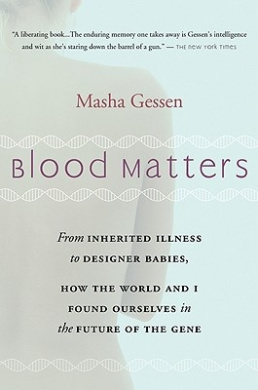 "A liberating book...The enduring memory one takes away is Gessen's intelligence
and wit as she's staring down the barrel of a gun." — THE NEW YORK TIMES
Masha Gessen
Blood Matters
From INHERITED ILLNESS
to DESIGNER BABIES,
HOW THE WORLD AND I
FOUND OURSELVES in
the FUTURE OF THE GENE